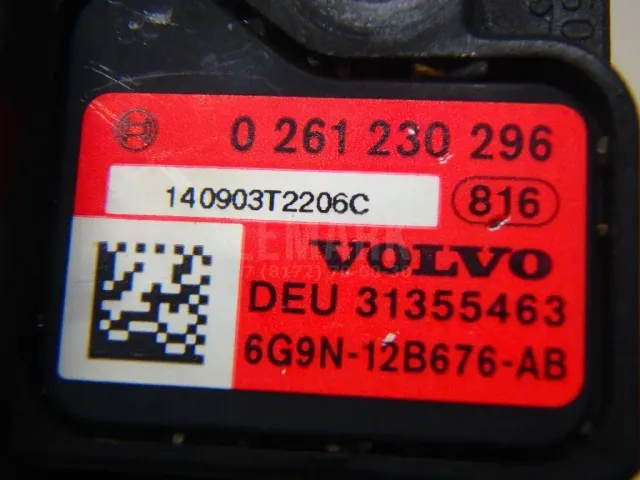 0 261 230 296
140903T2206C
816
VOLVO
DEU 31355463
6G9N-12B676-AB